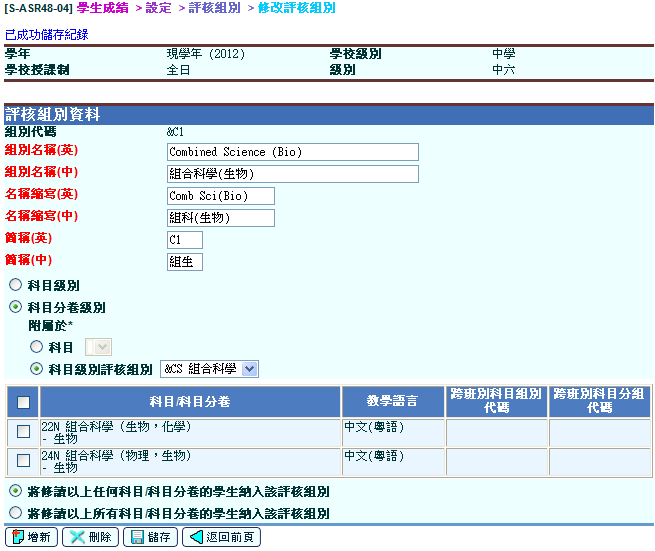 [S-ASR48-04] 學生成績 > 設定 > 評核組別 > 修改評核組別
已成功儲存紀錄
學年 現學年 (2012) 學校級別 中學
學校授課制 全日 級別 中六
評核組別資料
組別代碼 &C1
組別名稱(英) Combined Science (Bio)
組別名稱(中) 組合科學(生物)
名稱縮寫(英) Comb Sci(Bio)
名稱縮寫(中) 組科(生物)
簡稱(英) C1
簡稱(中) 組生
科目級別
科目分卷級別
附屬於*
科目
科目級別評核組別 &CS 組合科學
科目/科目分卷 教學語言 跨班別科目組別代碼 跨班別科目分組代碼
22N 組合科學 (生物，化學) 中文(粵語)
- 生物
24N 組合科學 (物理，生物) 中文(粵語)
- 生物
將修讀以上任何科目/科目分卷的學生納入該評核組別
將修讀以上所有科目/科目分卷的學生納入該評核組別
增新 刪除 儲存 返回前頁